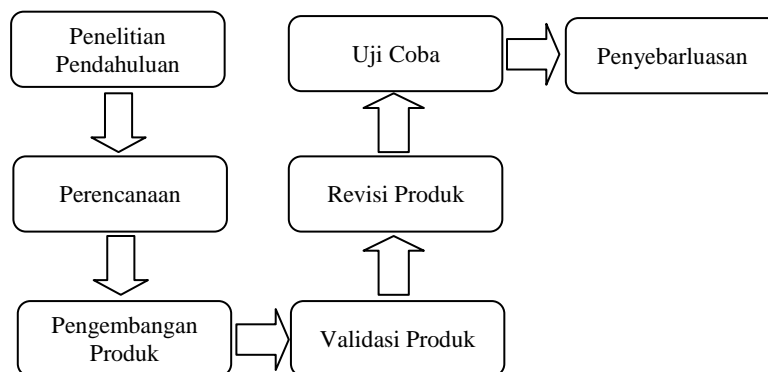 Penelitian
Pendahuluan
Perencanaan
Pengembangan
Produk
Validasi Produk
Revisi Produk
Uji Coba
Penyebarluasan